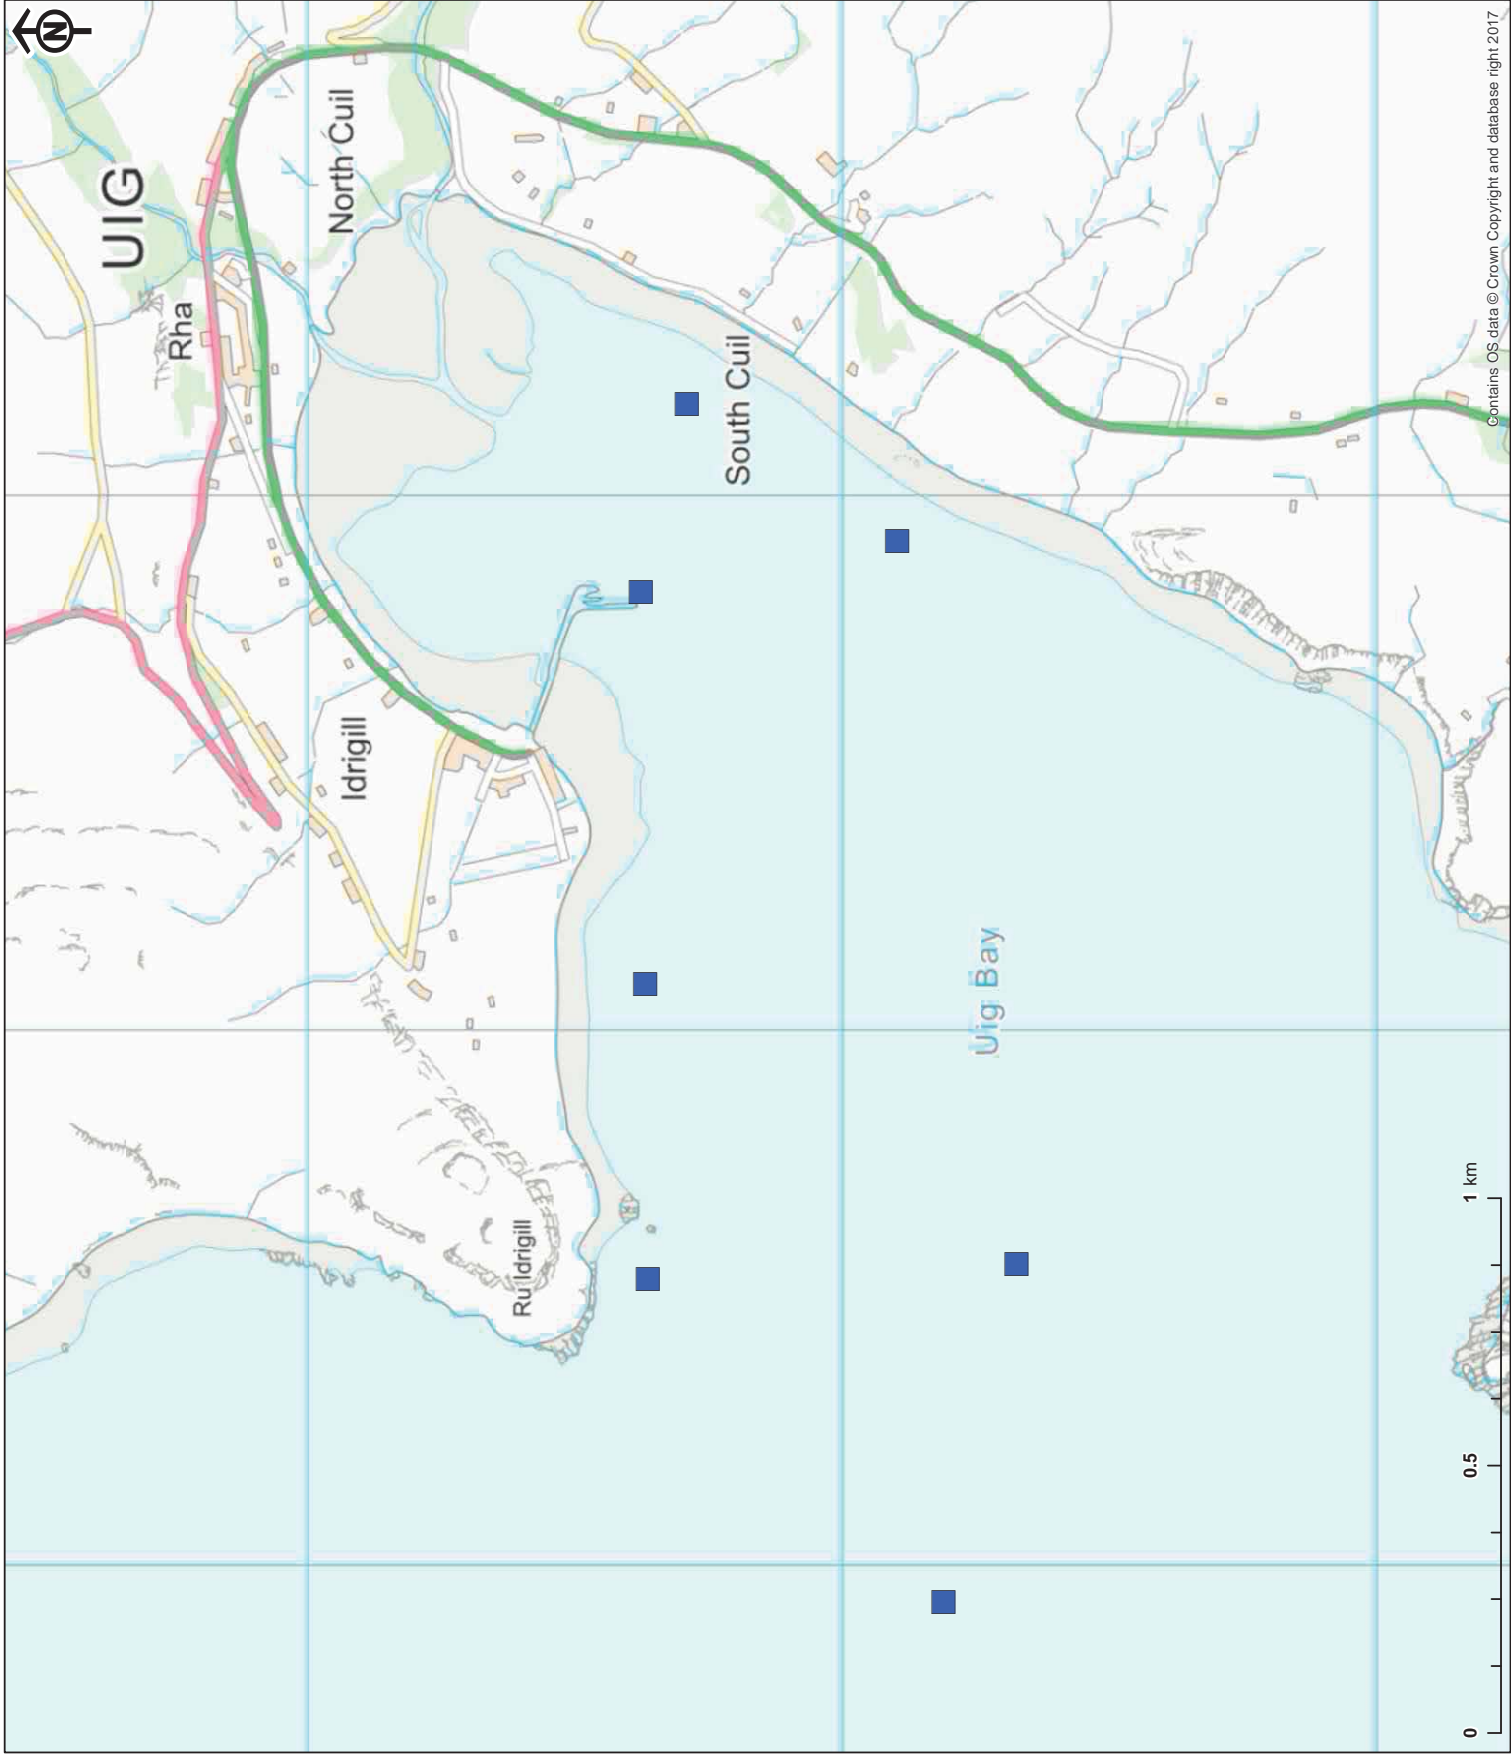 N
UIG
Rha
North Cuil
Idrigill
South Cuil
Ru Idrigill
Uig Bay
0
0.5
1 km
Contains OS data © Crown Copyright and database right 2017